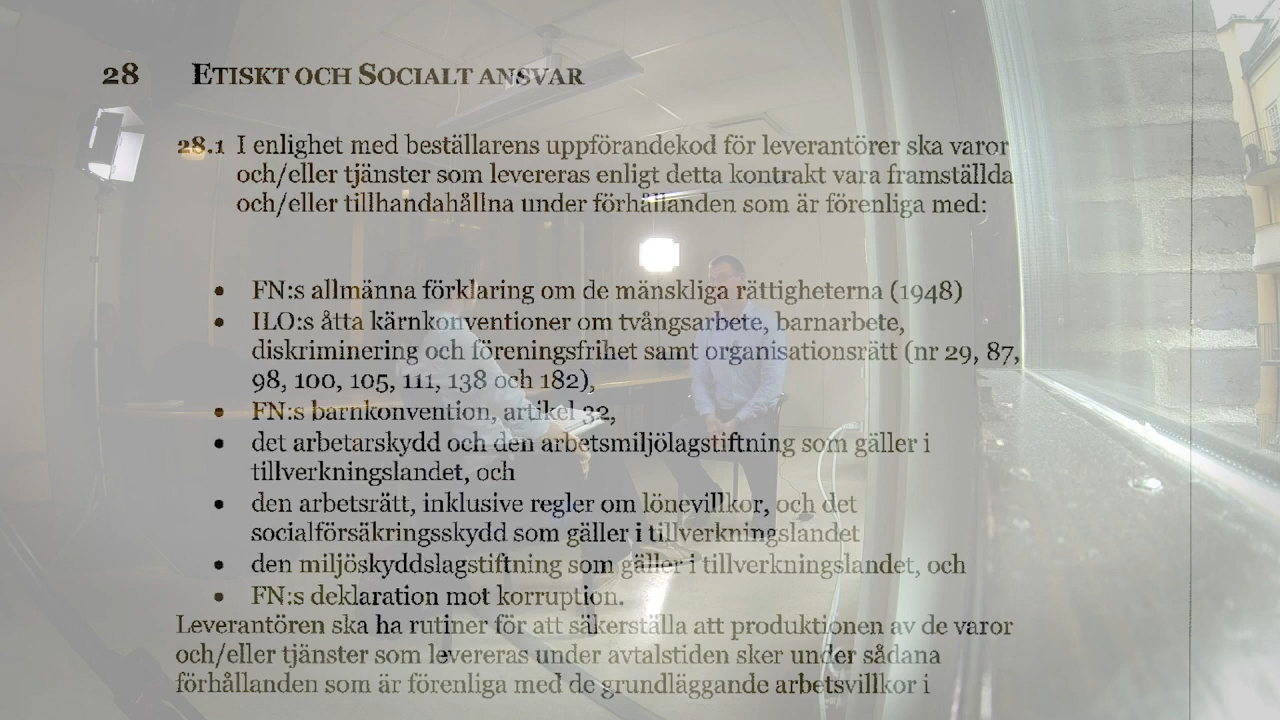 28 ETISKT OCH SOCIALT ANSVAR
28.1 I enlighet med beställarens uppförandekod för leverantörer ska varor
och/eller tjänster som levereras enligt detta kontrakt vara framställda
och/eller tillhandahållna under förhållanden som är förenliga med:
• FN:s allmänna förklaring om de mänskliga rättigheterna (1948)
• ILO:s åtta kärnkonventioner om tvångsarbete, barnarbete,
diskriminering och föreningsfrihet samt organisationsrätt (nr 29, 87,
98, 100, 105, 111, 138 och 182),
• FN:s barnkonvention, artikel 32,
• det arbetarskydd och den arbetsmiljölagstiftning som gäller i
tillverkningslandet, och
• den arbetsrätt, inklusive regler om lönevillkor, och det
socialförsäkringsskydd som gäller i tillverkningslandet
• den miljöskyddslagstiftning som gäller i tillverkningslandet, och
• FN:s deklaration mot korruption.
Leverantören ska ha rutiner för att säkerställa att produktionen av de varor
och/eller tjänster som levereras under avtalstiden sker under sådana
förhållanden som är förenliga med de grundläggande arbetsvillkor i